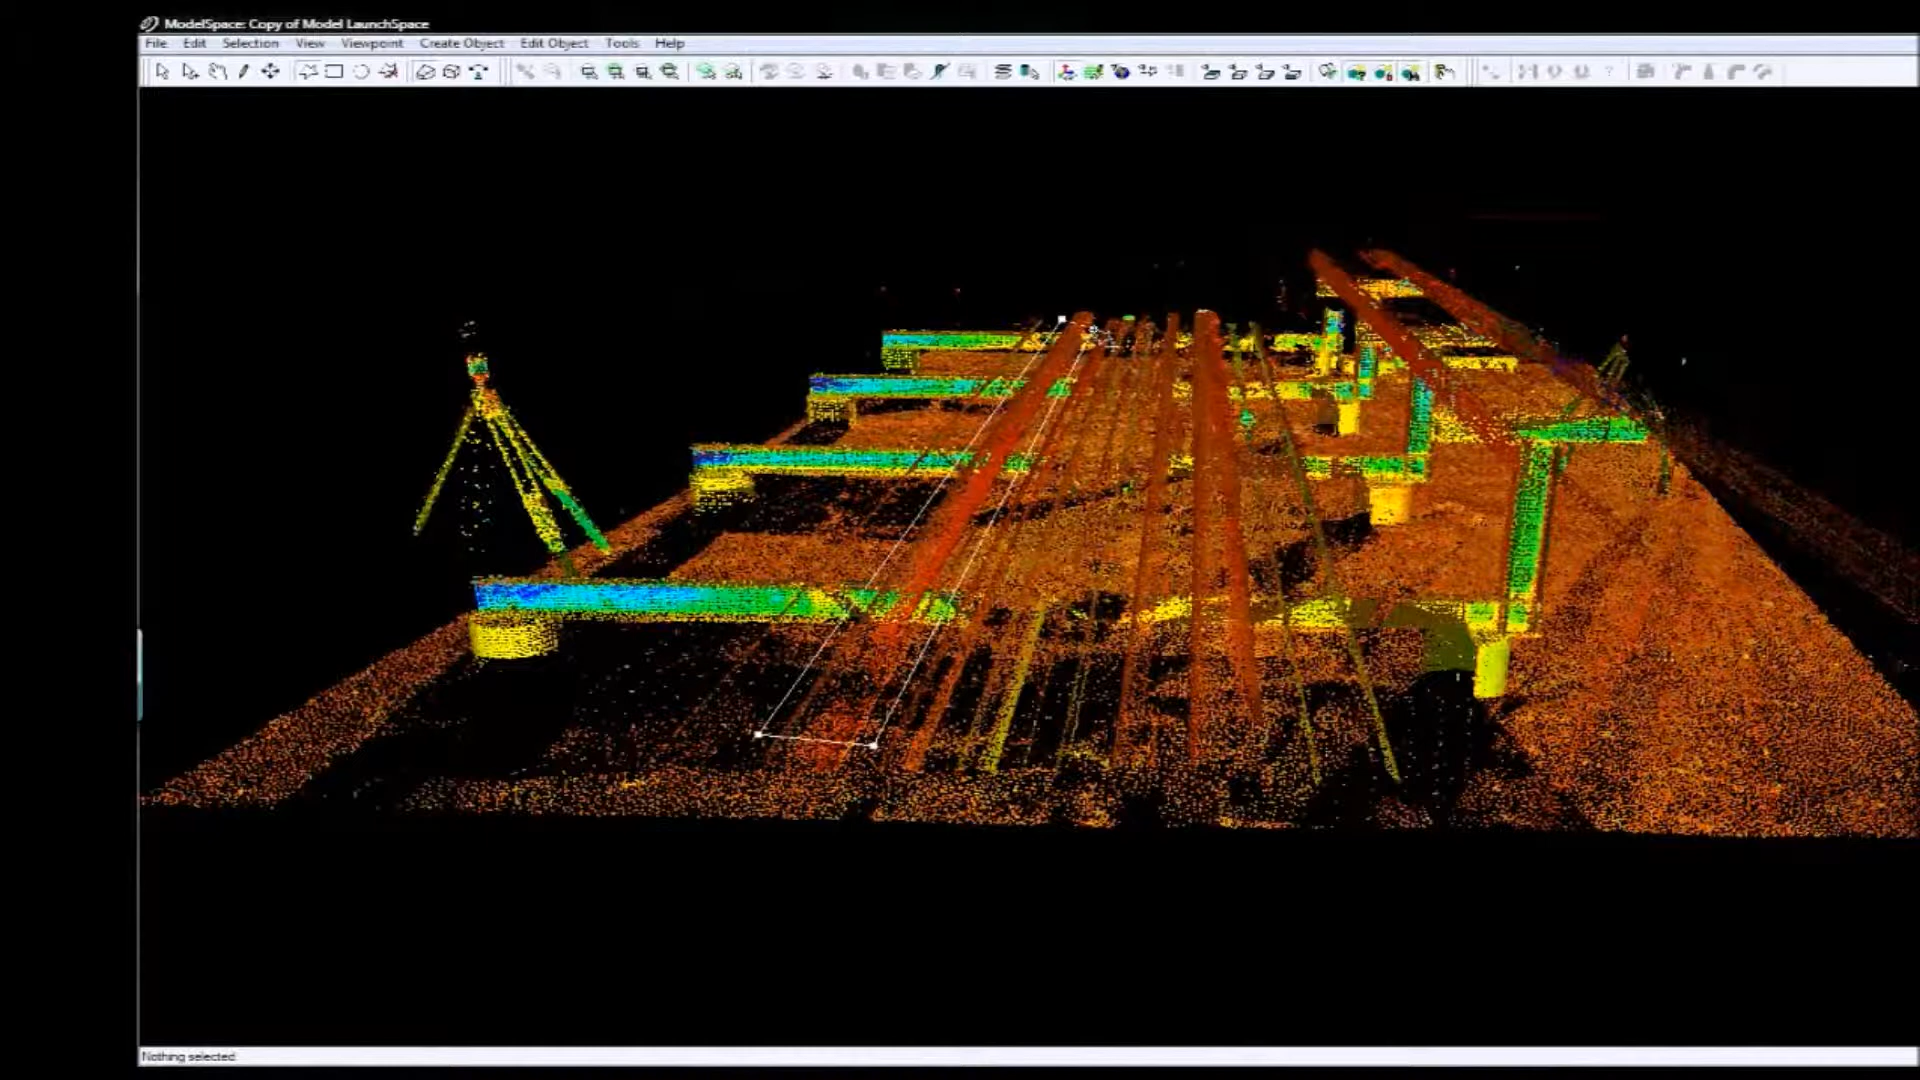 ModelSpace: Copy of Model LaunchSpace
File Edit Selection View Viewpoint Create Object Edit Object Tools Help
Nothing selected